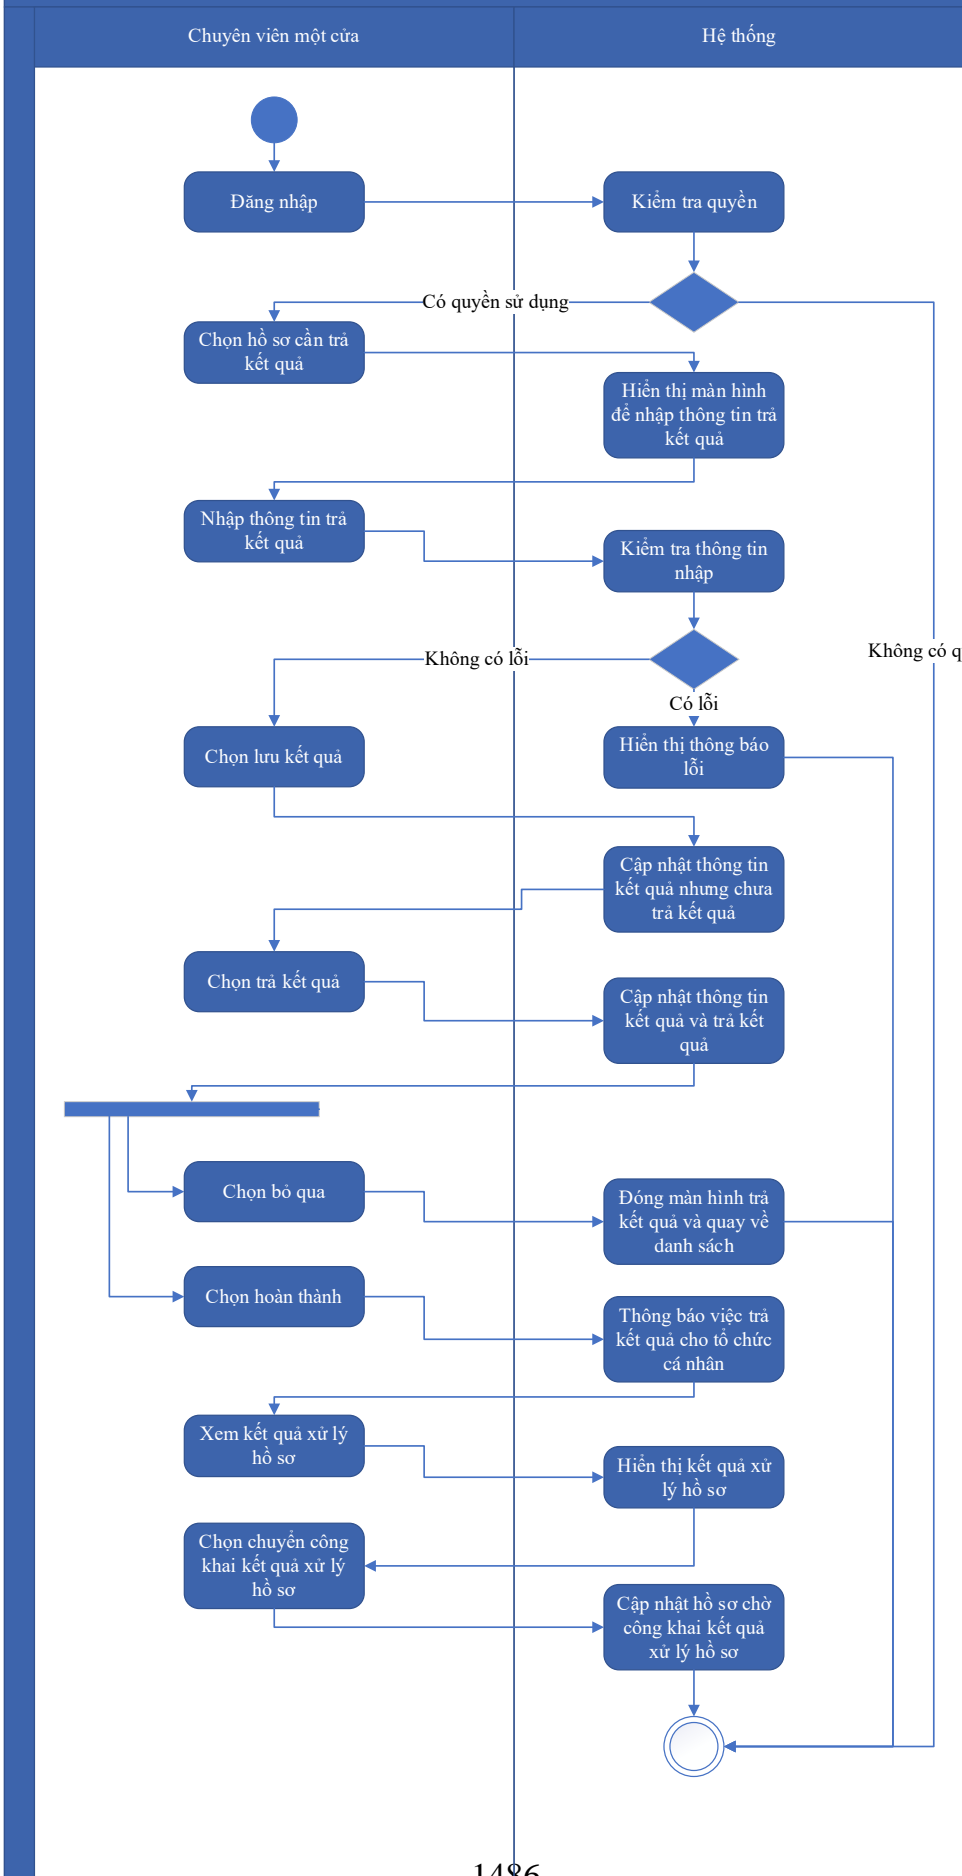 Chuyên viên một cửa
Hệ thống
Đăng nhập
Kiểm tra quyền
Có quyền sử dụng
Chọn hồ sơ cần trả
kết quả
Hiển thị màn hình
để nhập thông tin trả
kết quả
Nhập thông tin trả
kết quả
Kiểm tra thông tin
nhập
Không có q
Không có lỗi
Có lỗi
Chọn lưu kết quả
Hiển thị thông báo
lỗi
Cập nhật thông tin
kết quả nhưng chưa
trả kết quả
Chọn trả kết quả
Cập nhật thông tin
kết quả và trả kết
quả
Chọn bỏ qua
Đóng màn hình trả
kết quả và quay về
danh sách
Chọn hoàn thành
Thông báo việc trả
kết quả cho tổ chức
cá nhân
Xem kết quả xử lý
hồ sơ
Hiển thị kết quả xử
lý hồ sơ
Chọn chuyển công
khai kết quả xử lý
hồ sơ
Cập nhật hồ sơ chờ
công khai kết quả
xử lý hồ sơ
1486